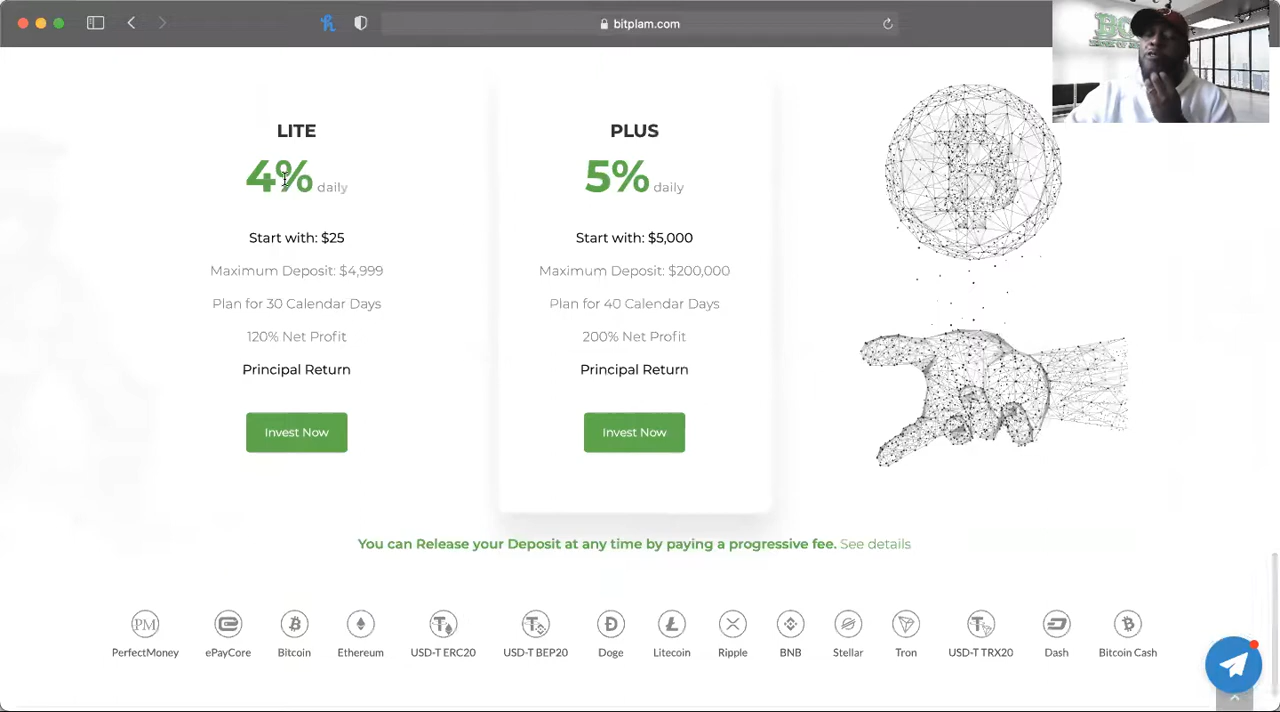 bitplam.com
LITE
4% daily
Start with: $25
Maximum Deposit: $4,999
Plan for 30 Calendar Days
120% Net Profit
Principal Return
Invest Now
PLUS
5% daily
Start with: $5,000
Maximum Deposit: $200,000
Plan for 40 Calendar Days
200% Net Profit
Principal Return
Invest Now
You can Release your Deposit at any time by paying a progressive fee. See details
PM
PerfectMoney
ePayCore
Bitcoin
Ethereum
USD-T ERC20
USD-T BEP20
Doge
Litecoin
Ripple
BNB
Stellar
Tron
USD-T TRX20
Dash
Bitcoin Cash